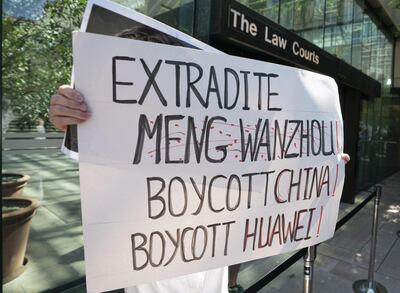 The Law Courts
EXTRADITE
MENG WANZHOU!
BOYCOTT CHINA!
BOYCOTT HUAWEI!